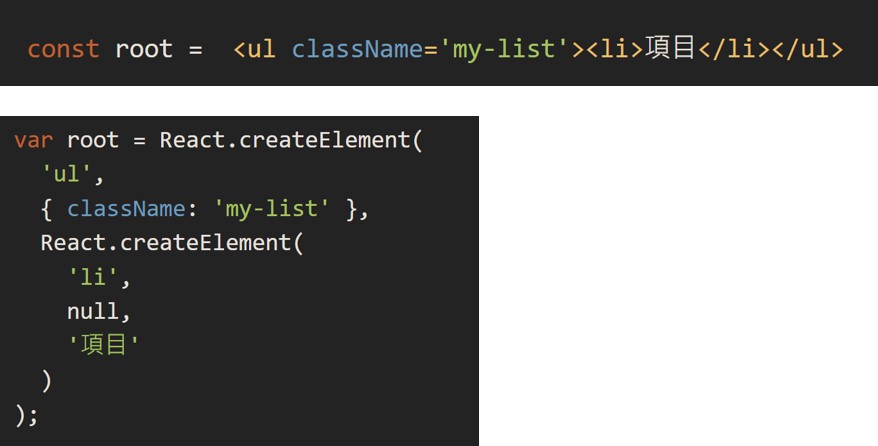 const root =  <ul className='my-list'><li>項目</li></ul>
var root = React.createElement(
  'ul',
  { className: 'my-list' },
  React.createElement(
    'li',
    null,
    '項目'
  )
);